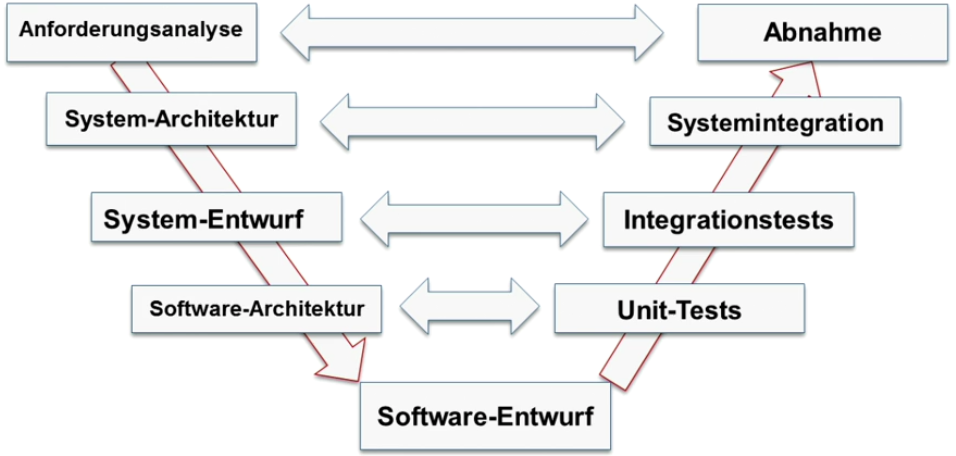 Anforderungsanalyse
Abnahme
System-Architektur
Systemintegration
System-Entwurf
Integrationstests
Software-Architektur
Unit-Tests
Software-Entwurf